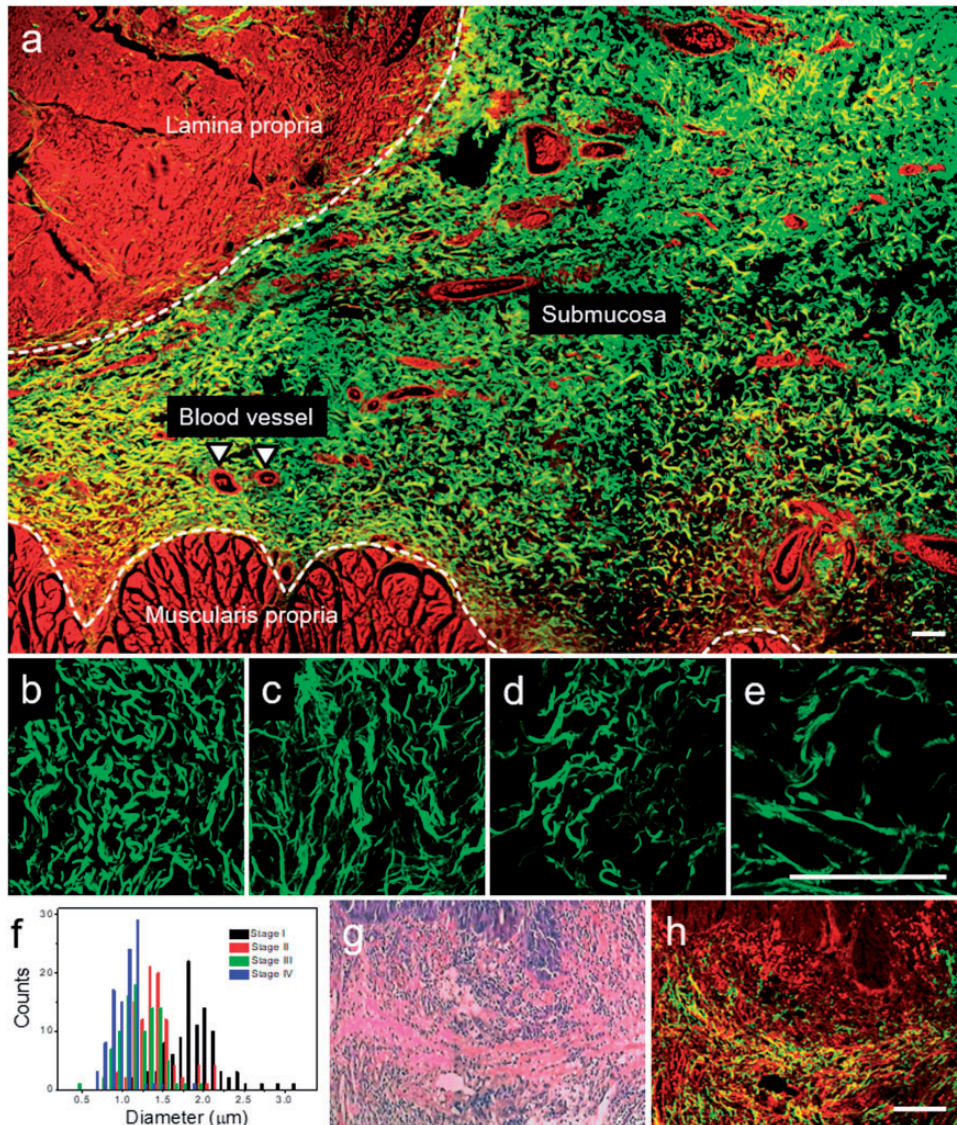 a
Lamina propria
Submucosa
Blood vessel
Muscularis propria
b
c
d
e
f
30
20
10
0
Counts
Stage I
Stage II
Stage III
Stage IV
0.5 1.0 1.5 2.0 2.5 3.0
Diameter (μm)
g
h